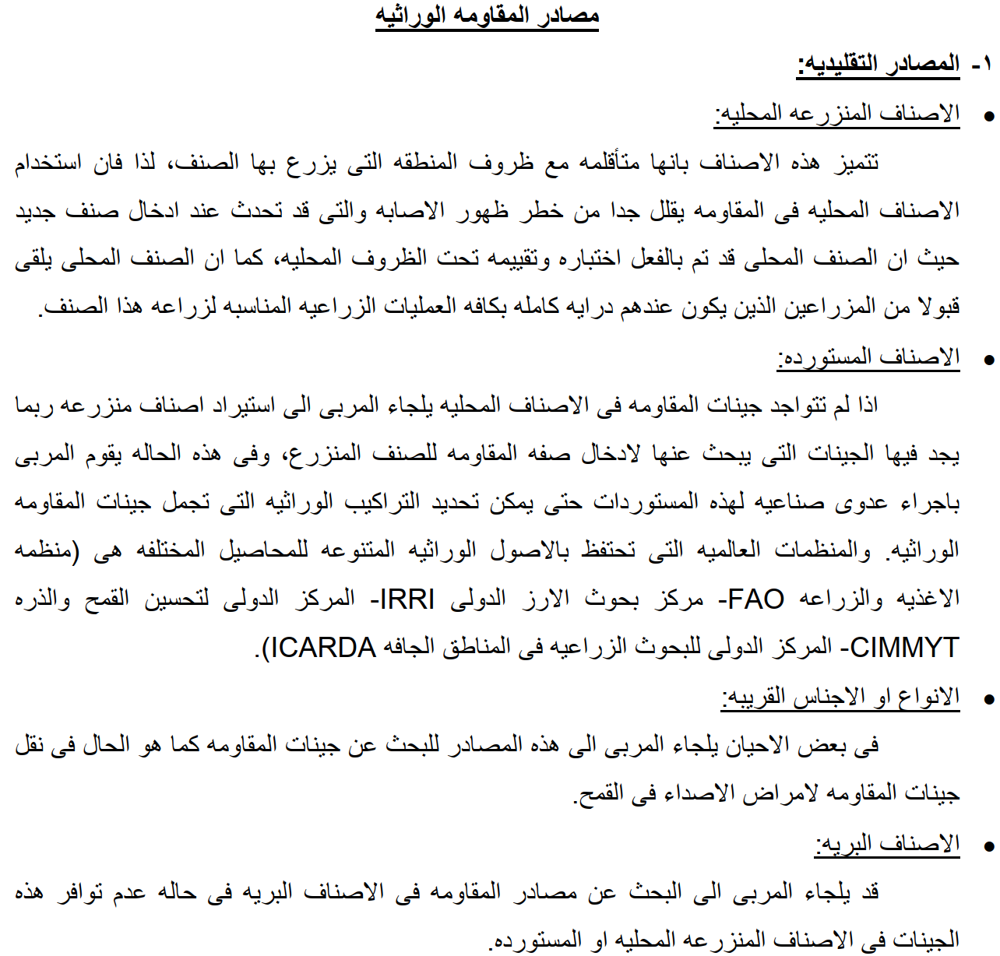 مصادر المقاومه الوراثيه
١- المصادر التقليديه:
• الاصناف المنزرعه المحليه:
تتميز هذه الاصناف بانها متأقلمه مع ظروف المنطقه التى يزرع بها الصنف، لذا فان استخدام
الاصناف المحليه فى المقاومه يقلل جدا من خطر ظهور الاصابه والتى قد تحدث عند ادخال صنف جديد
حيث ان الصنف المحلى قد تم بالفعل اختباره وتقييمه تحت الظروف المحليه، كما ان الصنف المحلى يلقى
قبولا من المزراعين الذين يكون عندهم درايه كامله بكافه العمليات الزراعيه المناسبه لزراعه هذا الصنف.
• الاصناف المستورده:
اذا لم تتواجد جينات المقاومه فى الاصناف المحليه يلجاء المربى الى استيراد اصناف منزرعه ربما
يجد فيها الجينات التى يبحث عنها لادخال صفه المقاومه للصنف المنزرع، وفى هذه الحاله يقوم المربى
باجراء عدوى صناعيه لهذه المستوردات حتى يمكن تحديد التراكيب الوراثيه التى تجمل جينات المقاومه
الوراثيه. والمنظمات العالميه التى تحتفظ بالاصول الوراثيه المتنوعه للمحاصيل المختلفه هى (منظمه
الاغذيه والزراعه FAO- مركز بحوث الارز الدولى IRRI- المركز الدولى لتحسين القمح والذره
CIMMYT- المركز الدولى للبحوث الزراعيه فى المناطق الجافه ICARDA).
• الانواع او الاجناس القريبه:
فى بعض الاحيان يلجاء المربى الى هذه المصادر للبحث عن جينات المقاومه كما هو الحال فى نقل
جينات المقاومه لامراض الاصداء فى القمح.
• الاصناف البريه:
قد يلجاء المربى الى البحث عن مصادر المقاومه فى الاصناف البريه فى حاله عدم توافر هذه
الجينات فى الاصناف المنزرعه المحليه او المستورده.